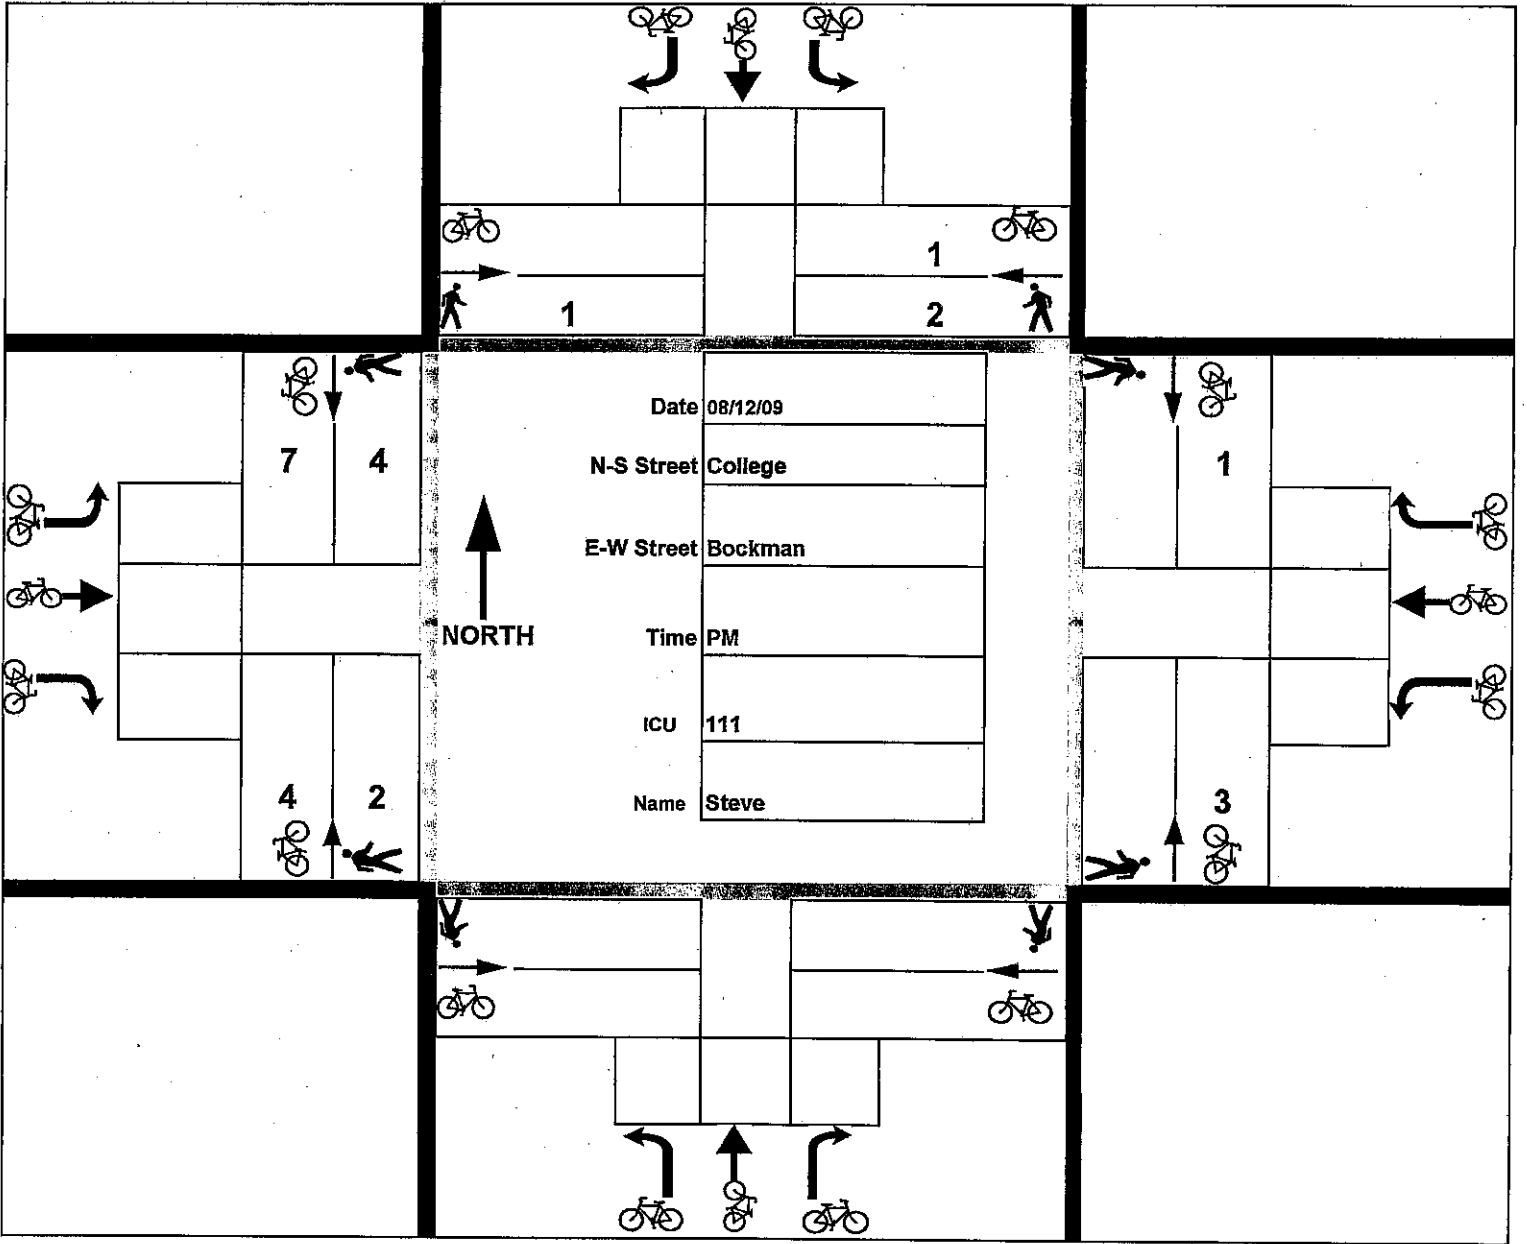 1
1
2
Date 08/12/09
7 4
N-S Street College
1
E-W Street Bockman
NORTH
Time PM
ICU 111
4 2
Name Steve
3